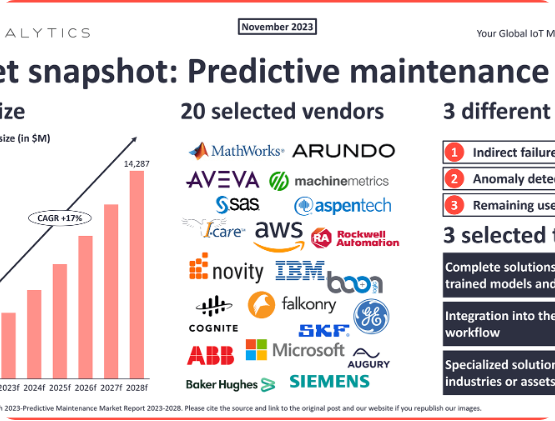 ALYTICS
November 2023
Your Global IoT M
et snapshot: Predictive maintenance
ize
size (in $M)
14,287
CAGR +17%
2023f 2024f 2025f 2026f 2027f 2028f
20 selected vendors
MathWorks® ARUNDO
AVEVA machinemetrics
sas aspentech
I-care aws Rockwell Automation
novity IBM boon
COGNITE falkonry GE
SKF
ABB Microsoft AUGURY
Baker Hughes SIEMENS
3 different
1 Indirect failure
2 Anomaly dete
3 Remaining use
3 selected t
Complete solutions
trained models and
Integration into the
workflow
Specialized solution
industries or assets
h 2023-Predictive Maintenance Market Report 2023-2028. Please cite the source and link to the original post and our website if you republish our images.